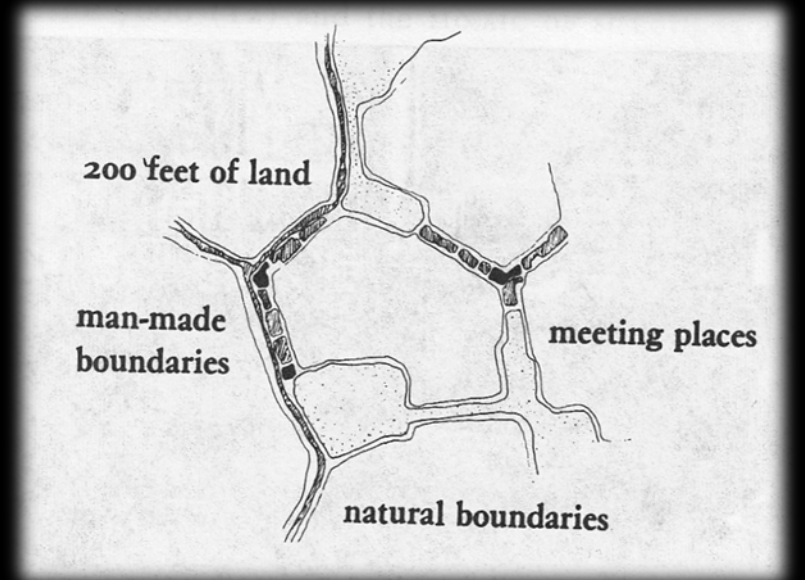 200 feet of land
man-made
boundaries
meeting places
natural boundaries